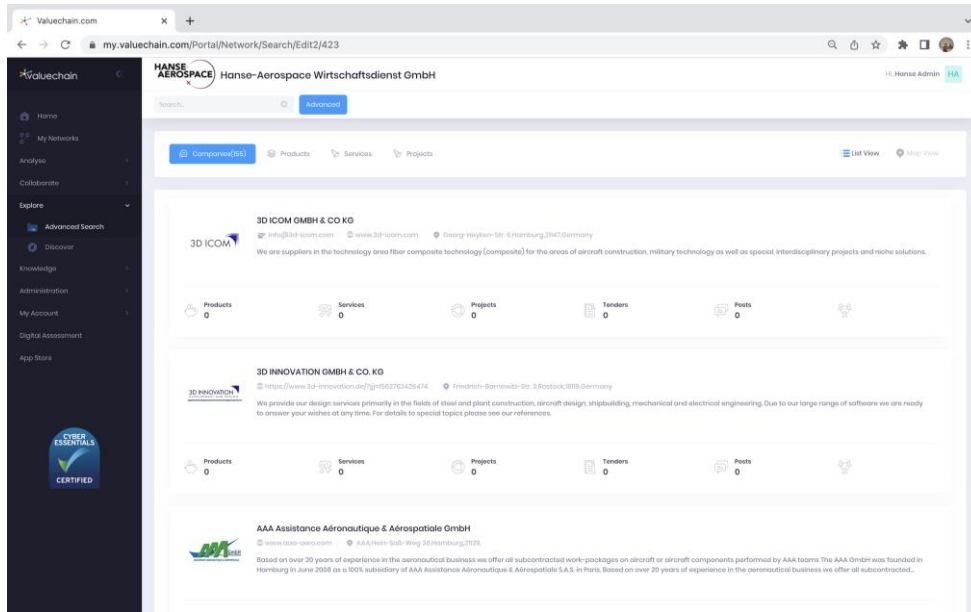 Valuechain.com
my.valuechain.com/Portal/Network/Search/Edit2/423
valuechain
HANSE AEROSPACE
Hanse-Aerospace Wirtschaftsdienst GmbH
Hi, Hanse Admin HA
Search...
Advanced
Home
My Networks
Analyse
Collaborate
Explore
Advanced Search
Discover
Knowledge
Administration
My Account
Digital Assessment
App Store
CYBER ESSENTIALS
CERTIFIED
Companies(155) Products Services Projects
List View Map View
3D ICOM
3D ICOM GMBH & CO KG
info@3d-icom.com www.3d-icom.com Georg-Heyken-Str. 6,Hamburg,21147,Germany
We are suppliers in the technology area fiber composite technology (composite) for the areas of aircraft construction, military technology as well as special, interdisciplinary projects and niche solutions.
Products Services Projects Tenders Posts
0 0 0 0 0
3D INNOVATION
3D INNOVATION GMBH & CO. KG
Friedrich-Barnewitz-Str. 3,Rostock,18119,Germany
We provide our design services primarily in the fields of steel and plant construction, aircraft design, shipbuilding, mechanical and electrical engineering. Due to our large range of software we are ready
to answer your wishes at any time. For details to special topics please see our references.
Products Services Projects Tenders Posts
0 0 0 0 0
AAA GmbH
AAA Assistance Aéronautique & Aérospatiale GmbH
www.aaa-aero.com AAA,Hein-Saß-Weg
Based on over 20 years of experience in the aeronautical business we offer all subcontracted work-packages on aircraft or aircraft components performed by AAA teams The AAA GmbH was founded in
Hamburg in June 2008 as a 100% subsidiary of AAA Assistance Aéronautique & Aérospatiale S.A.S. in Paris. Based on over 20 years of experience in the aeronautical business we offer all subcontracted...